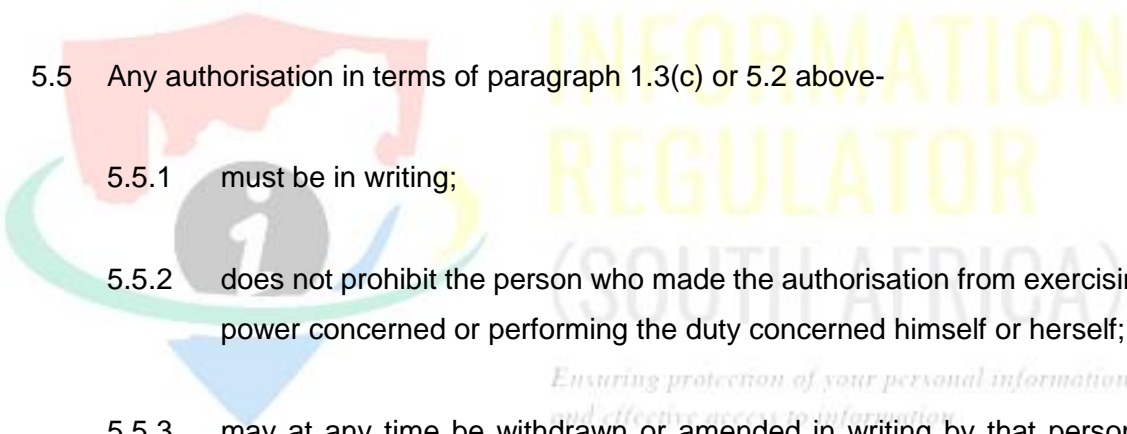 INFORMATION
5.5 Any authorisation in terms of paragraph 1.3(c) or 5.2 above-
REGULATOR
5.5.1 must be in writing;
(SOUTH AFRICA)
5.5.2 does not prohibit the person who made the authorisation from
power concerned or performing the duty concerned himself or herself;
Ensuring protection of your personal information
and effective access to information
5.5.3 may at any time be withdrawn or amended in writing by that person